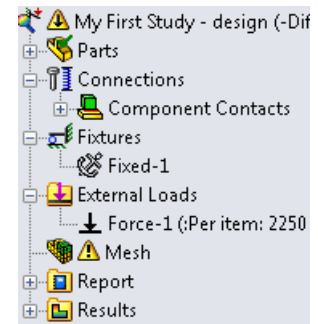 My First Study - design (-Dif
Parts
Connections
Component Contacts
Fixtures
Fixed-1
External Loads
Force-1 (:Per item: 2250
Mesh
Report
Results